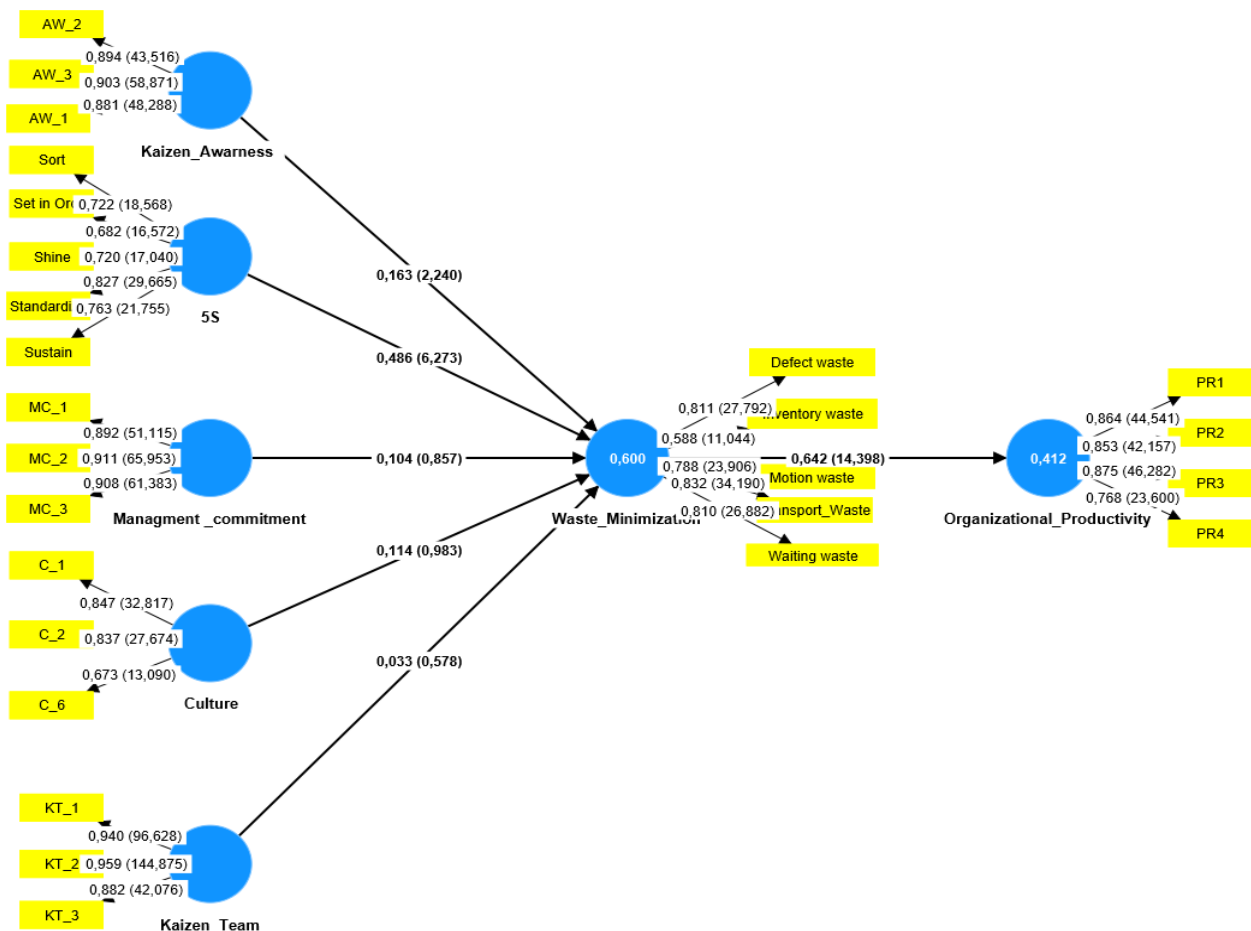 AW_2
0,894 (43,516)
AW_3
0,903 (58,871)
0,881 (48,288)
AW_1
Kaizen_Awarness
Sort
Set in Or
0,722 (18,568)
0,682 (16,572)
Shine
0,720 (17,040)
0,827 (29,665)
Standardi
0,763 (21,755)
5S
Sustain
0,163 (2,240)
0,486 (6,273)
MC_1
0,892 (51,115)
MC_2
0,911 (65,953)
0,908 (61,383)
MC_3
Managment _commitment
0,104 (0,857)
C_1
0,847 (32,817)
C_2
0,837 (27,674)
0,673 (13,090)
C_6
Culture
0,114 (0,983)
KT_1
0,940 (96,628)
KT_2
0,959 (144,875)
0,882 (42,076)
KT_3
Kaizen_Team
0,033 (0,578)
0,600
Waste_Minimization
Defect waste
0,811 (27,792)
Inventory waste
0,588 (11,044)
0,788 (23,906)
Motion waste
0,832 (34,190)
ansport_Waste
0,810 (26,882)
Waiting waste
0,642 (14,398)
0,412
Organizational_Productivity
PR1
0,864 (44,541)
PR2
0,853 (42,157)
0,875 (46,282)
PR3
0,768 (23,600)
PR4